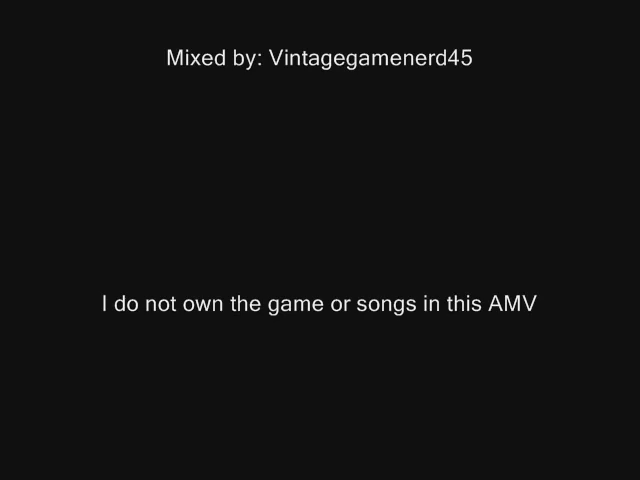 Mixed by: Vintagegamenerd45
I do not own the game or songs in this AMV